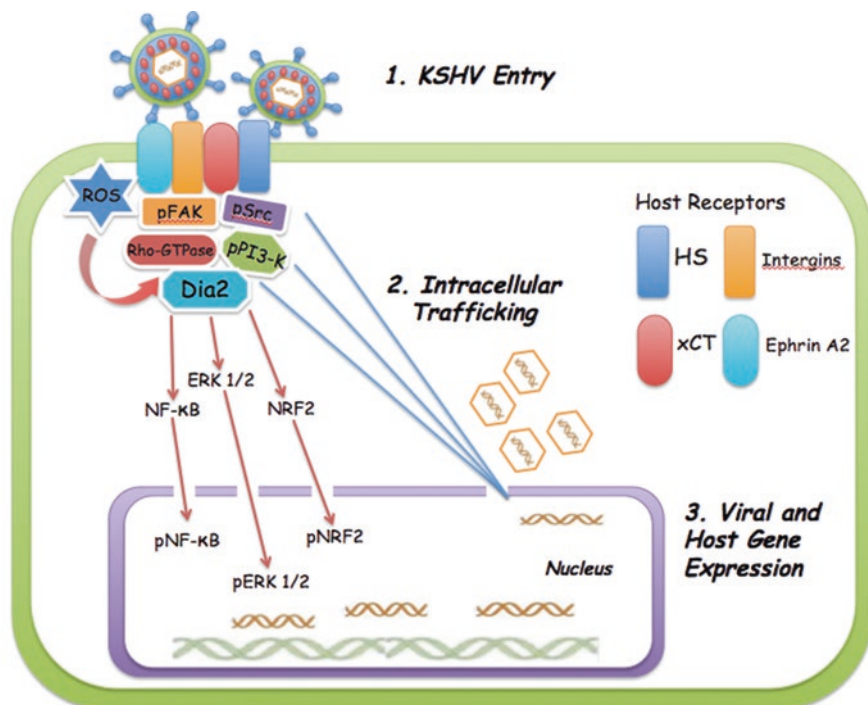 1. KSHV Entry
ROS
pFAK
pSrc
Rho-GTPase
pPI3-K
Dia2
Host Receptors
HS
Intergins
xCT
Ephrin A2
2. Intracellular
Trafficking
ERK 1/2
NF-κB
NRF2
pNF-κB
pNRF2
pERK 1/2
Nucleus
3. Viral and
Host Gene
Expression